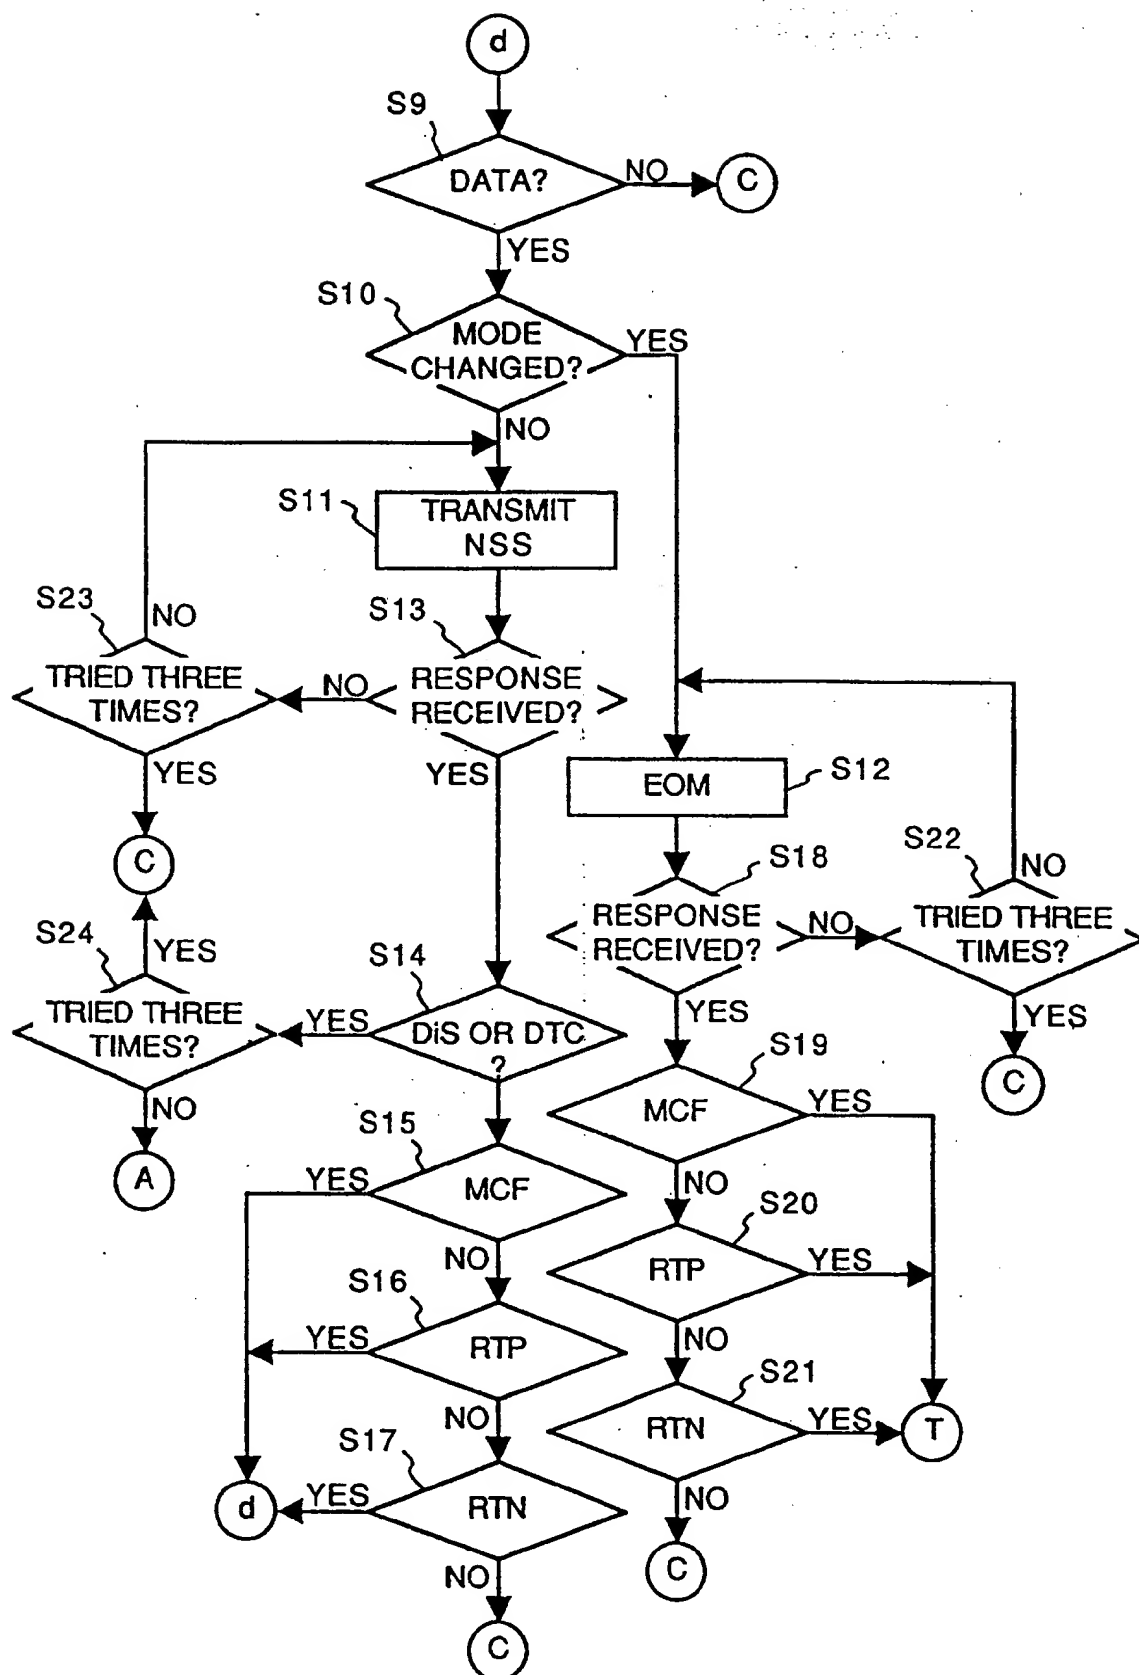 d
S9
DATA?
NO
C
YES
S10
MODE
CHANGED?
YES
NO
S11
TRANSMIT
NSS
S23
NO
TRIED THREE
TIMES?
YES
C
S13
RESPONSE
RECEIVED?
NO
YES
EOM
S12
S18
RESPONSE
RECEIVED?
NO
YES
S22
NO
TRIED THREE
TIMES?
YES
C
S24
YES
TRIED THREE
TIMES?
NO
A
S14
YES
DiS OR DTC
?
S19
MCF
YES
NO
S15
YES
MCF
NO
S20
RTP
YES
NO
S16
YES
RTP
NO
S21
RTN
YES
T
NO
C
S17
d
YES
RTN
NO
C